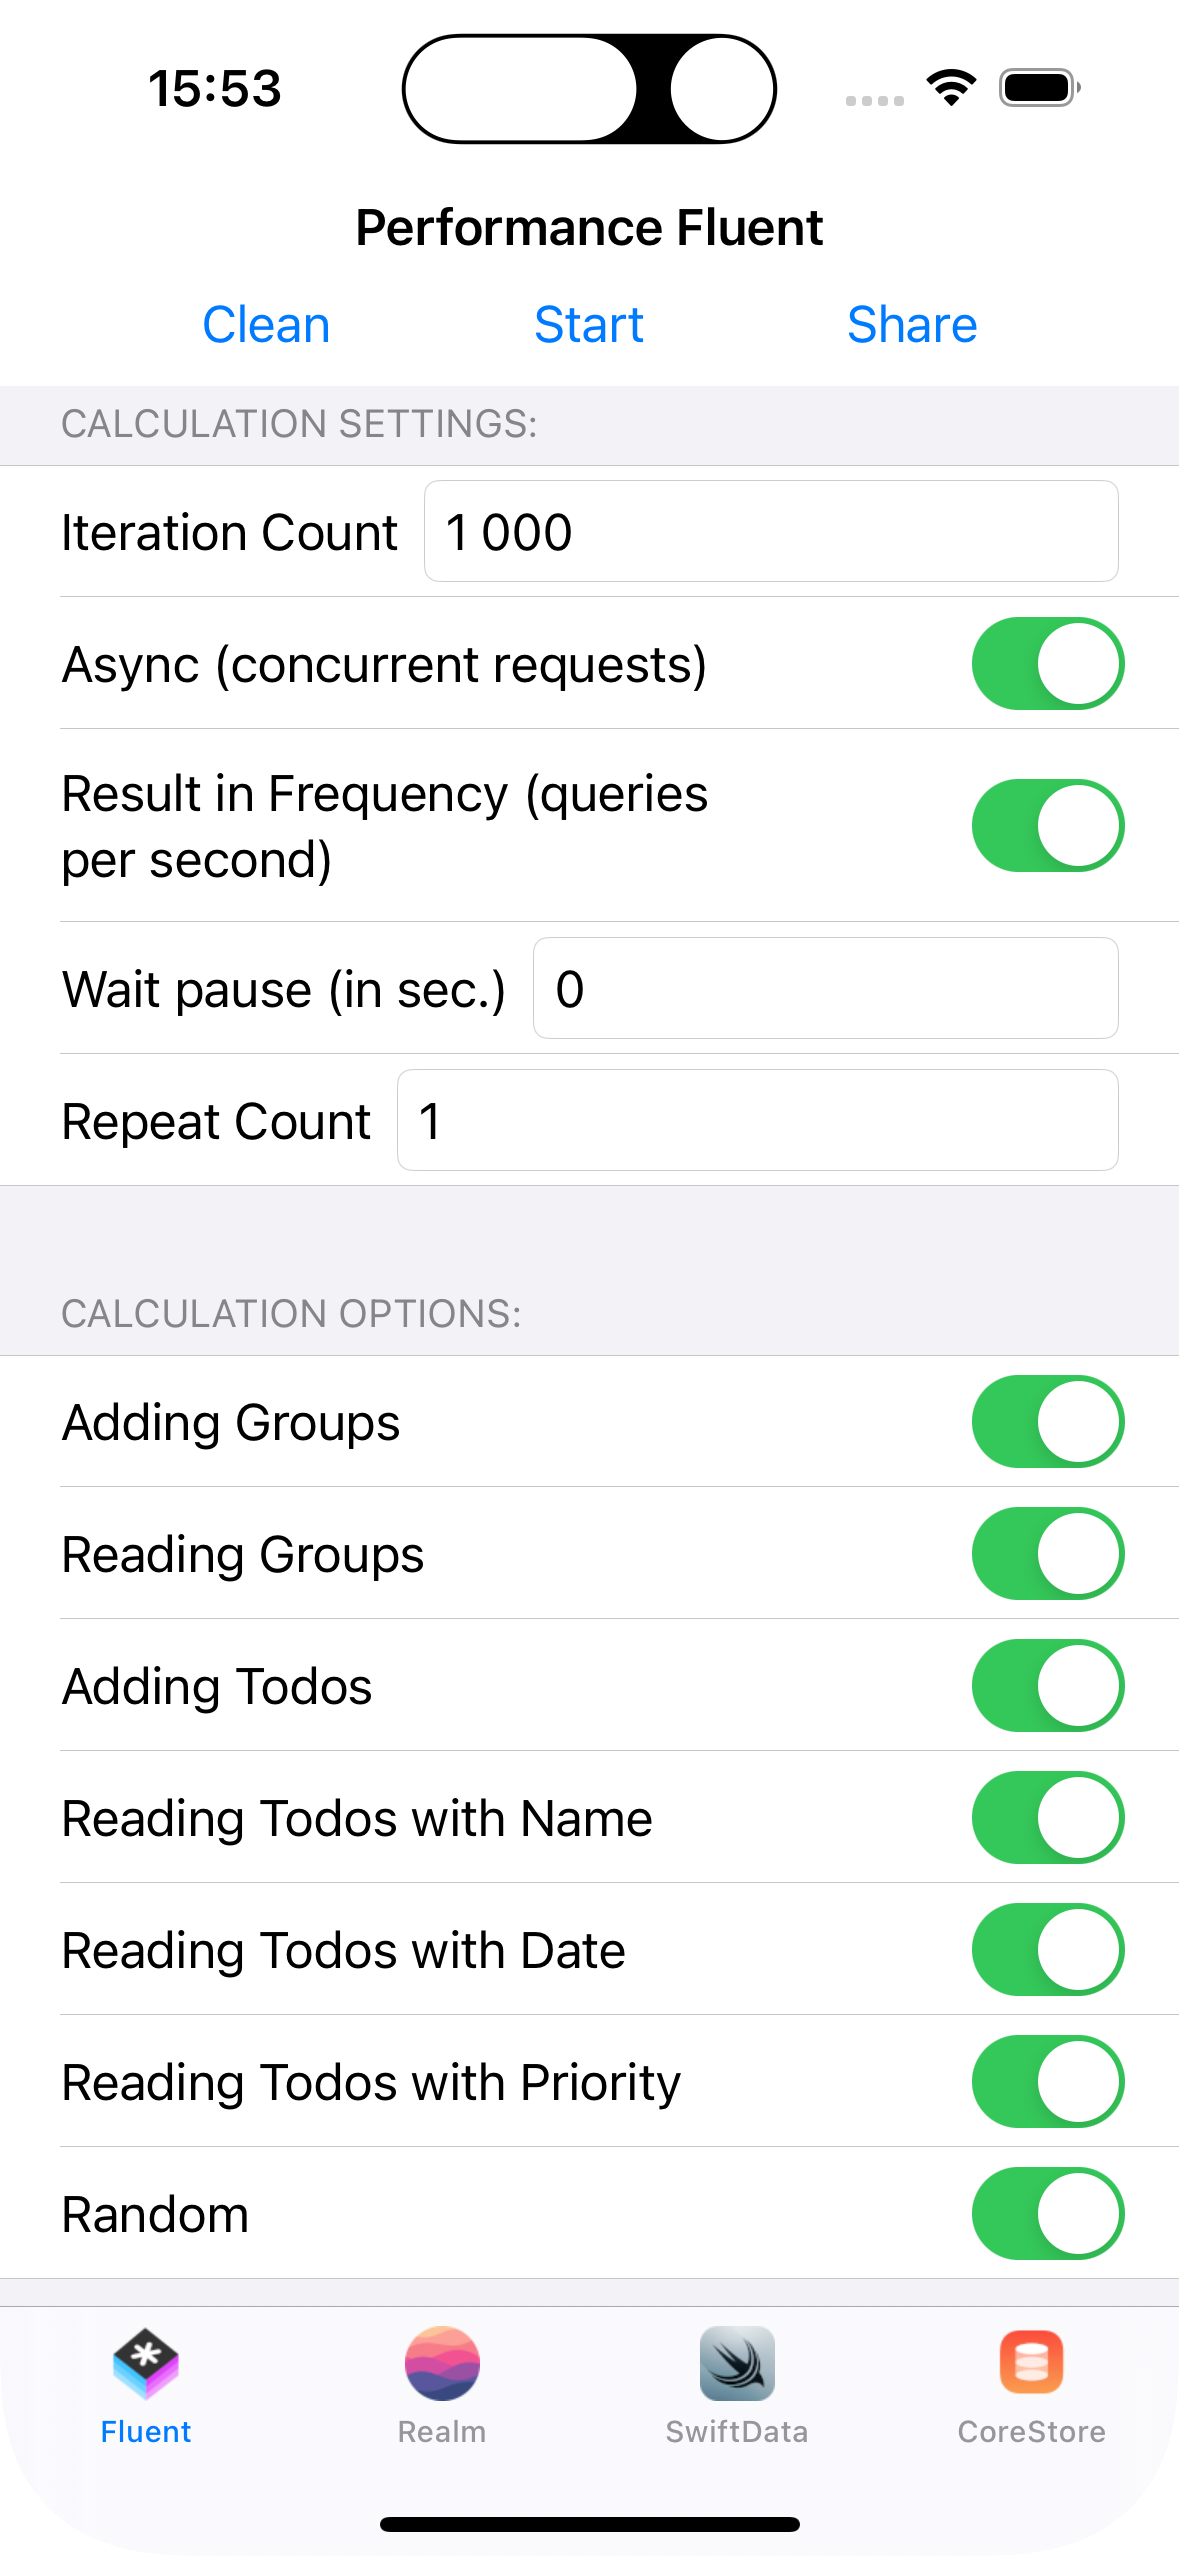 15:53
Performance Fluent
Clean Start Share
CALCULATION SETTINGS:
Iteration Count 1 000
Async (concurrent requests)
Result in Frequency (queries
per second)
Wait pause (in sec.) 0
Repeat Count 1
CALCULATION OPTIONS:
Adding Groups
Reading Groups
Adding Todos
Reading Todos with Name
Reading Todos with Date
Reading Todos with Priority
Random
Fluent Realm SwiftData CoreStore